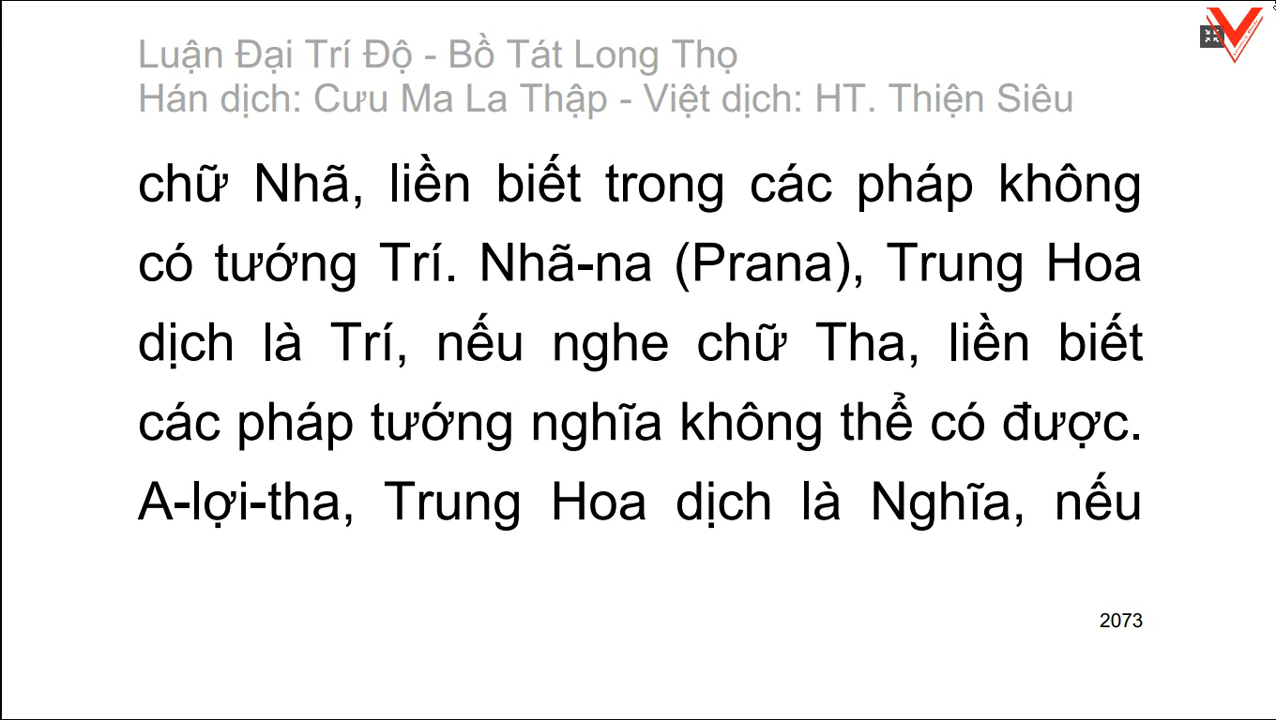 Luận Đại Trí Độ - Bồ Tát Long Thọ
Hán dịch: Cưu Ma La Thập - Việt dịch: HT. Thiện Siêu
chữ Nhã, liền biết trong các pháp không
có tướng Trí. Nhã-na (Prana), Trung Hoa
dịch là Trí, nếu nghe chữ Tha, liền biết
các pháp tướng nghĩa không thể có được.
A-lợi-tha, Trung Hoa dịch là Nghĩa, nếu
2073